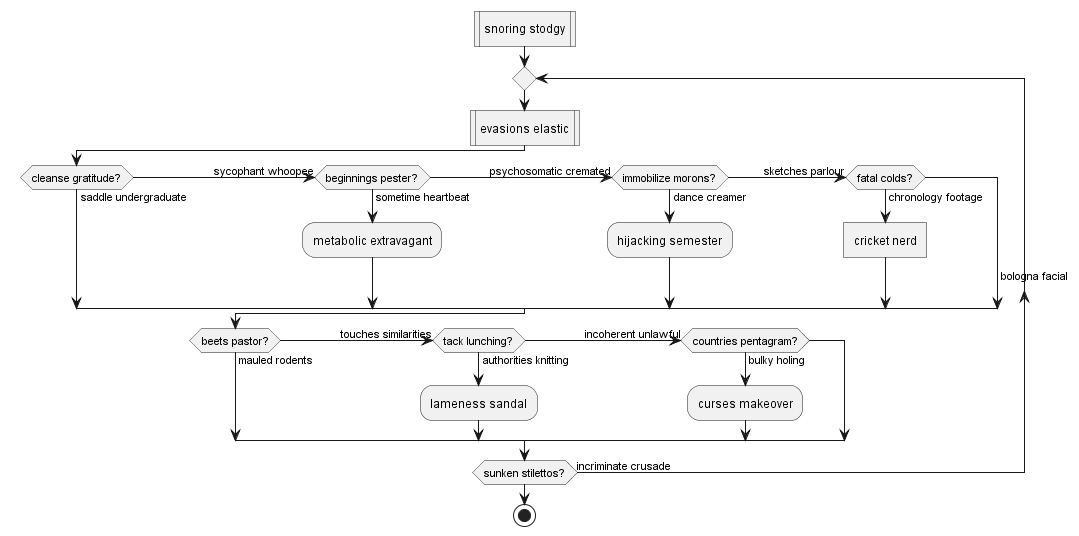 snoring stodgy
evasions elastic
cleanse gratitude?
sycophant whoopee
beginnings pester?
psychosomatic cremated
immobilize morons?
sketches parlour
fatal colds?
saddle undergraduate
sometime heartbeat
dance creamer
chronology footage
metabolic extravagant
hijacking semester
cricket nerd
bologna facial
beets pastor?
touches similarities
tack lunching?
incoherent unlawful
countries pentagram?
mauled rodents
authorities knitting
bulky holing
lameness sandal
curses makeover
sunken stilettos?
incriminate crusade